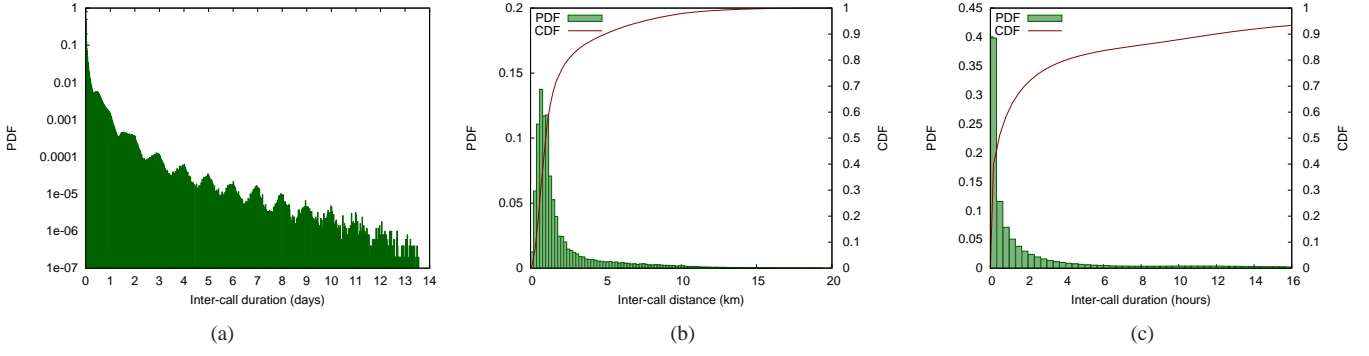 PDF
1
0.1
0.01
0.001
0.0001
1e-05
1e-06
1e-07
0 1 2 3 4 5 6 7 8 9 10 11 12 13 14
Inter-call duration (days)
(a)
PDF
CDF
PDF
0.2
0.15
0.1
0.05
0
0 5 10 15 20
Inter-call distance (km)
CDF
1
0.9
0.8
0.7
0.6
0.5
0.4
0.3
0.2
0.1
0
(b)
PDF
CDF
PDF
0.45
0.4
0.35
0.3
0.25
0.2
0.15
0.1
0.05
0
0 2 4 6 8 10 12 14 16
Inter-call duration (hours)
CDF
1
0.9
0.8
0.7
0.6
0.5
0.4
0.3
0.2
0.1
0
(c)